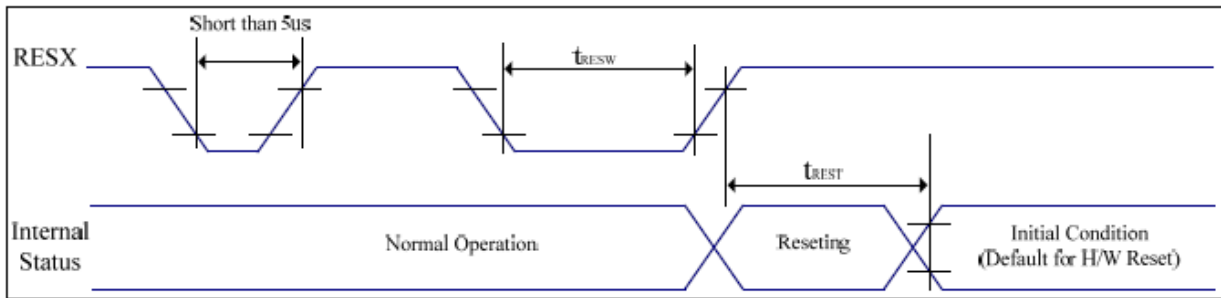 Short than 5us
RESX
tRESW
tREST
Internal
Status
Normal Operation
Reseting
Initial Condition
(Default for H/W Reset)